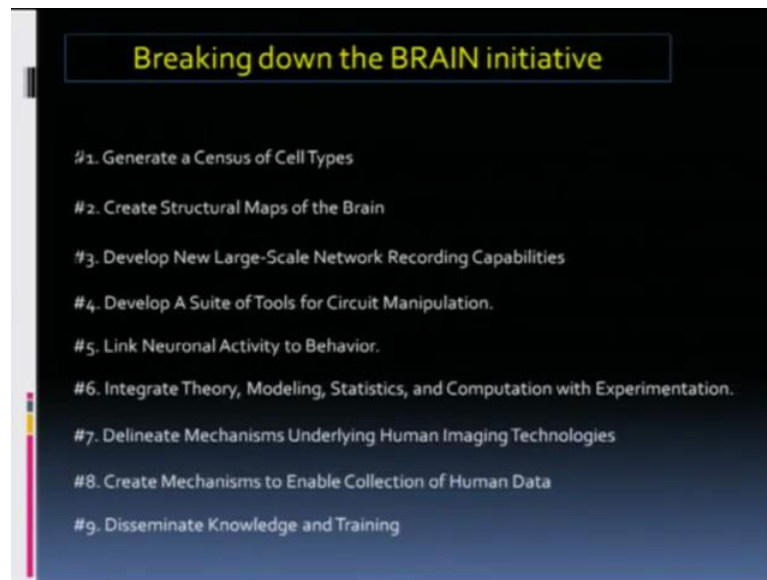 Breaking down the BRAIN initiative
#1. Generate a Census of Cell Types
#2. Create Structural Maps of the Brain
#3. Develop New Large-Scale Network Recording Capabilities
#4. Develop A Suite of Tools for Circuit Manipulation.
#5. Link Neuronal Activity to Behavior.
#6. Integrate Theory, Modeling, Statistics, and Computation with Experimentation.
#7. Delineate Mechanisms Underlying Human Imaging Technologies
#8. Create Mechanisms to Enable Collection of Human Data
#9. Disseminate Knowledge and Training